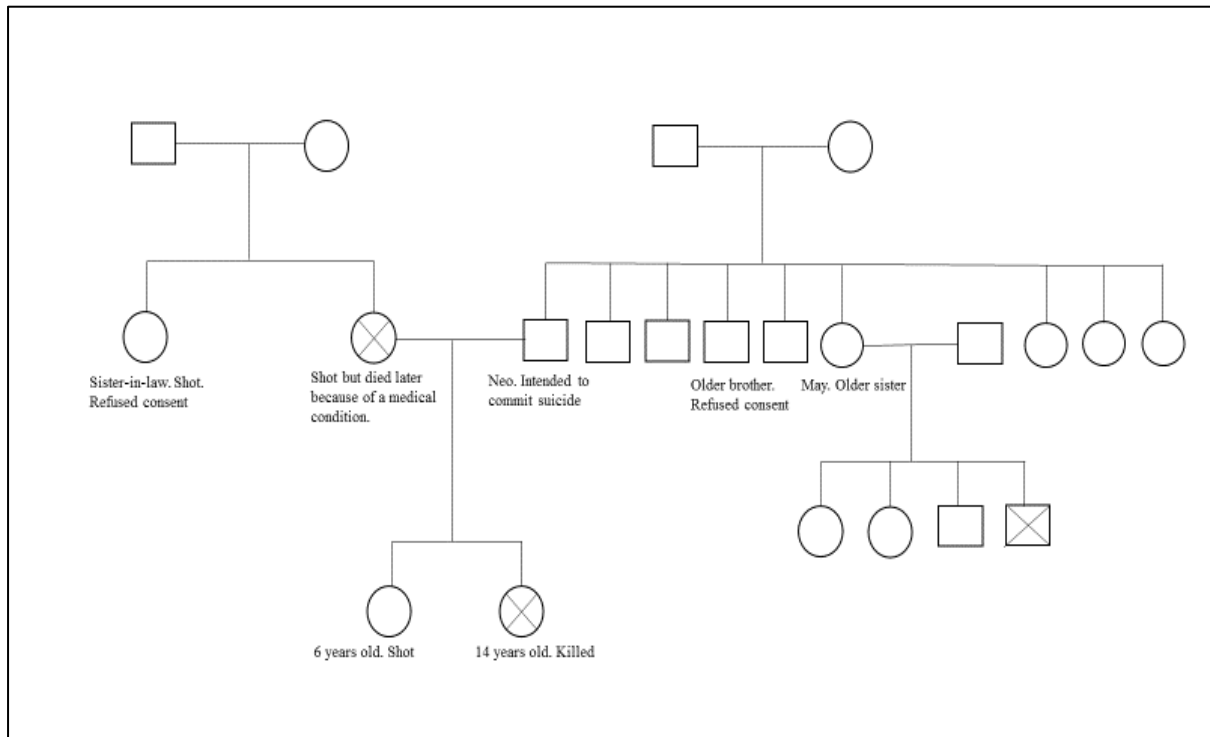 Sister-in-law. Shot.
Refused consent
Shot but died later
because of a medical
condition.
Neo. Intended to
commit suicide
Older brother.
Refused consent
May. Older sister
6 years old. Shot
14 years old. Killed